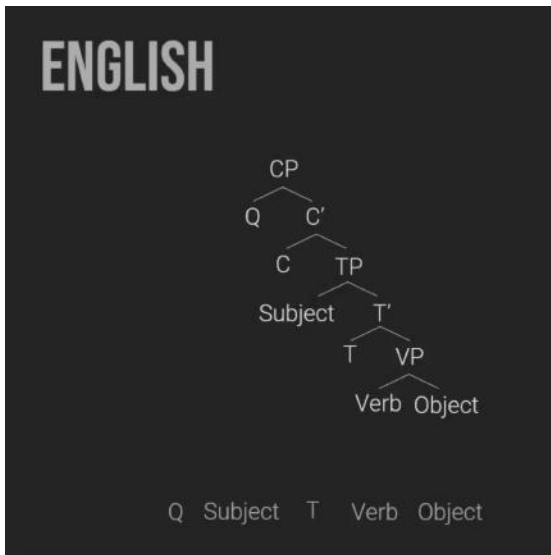 ENGLISH
CP
Q C'
C TP
Subject T'
T VP
Verb Object
Q Subject T Verb Object